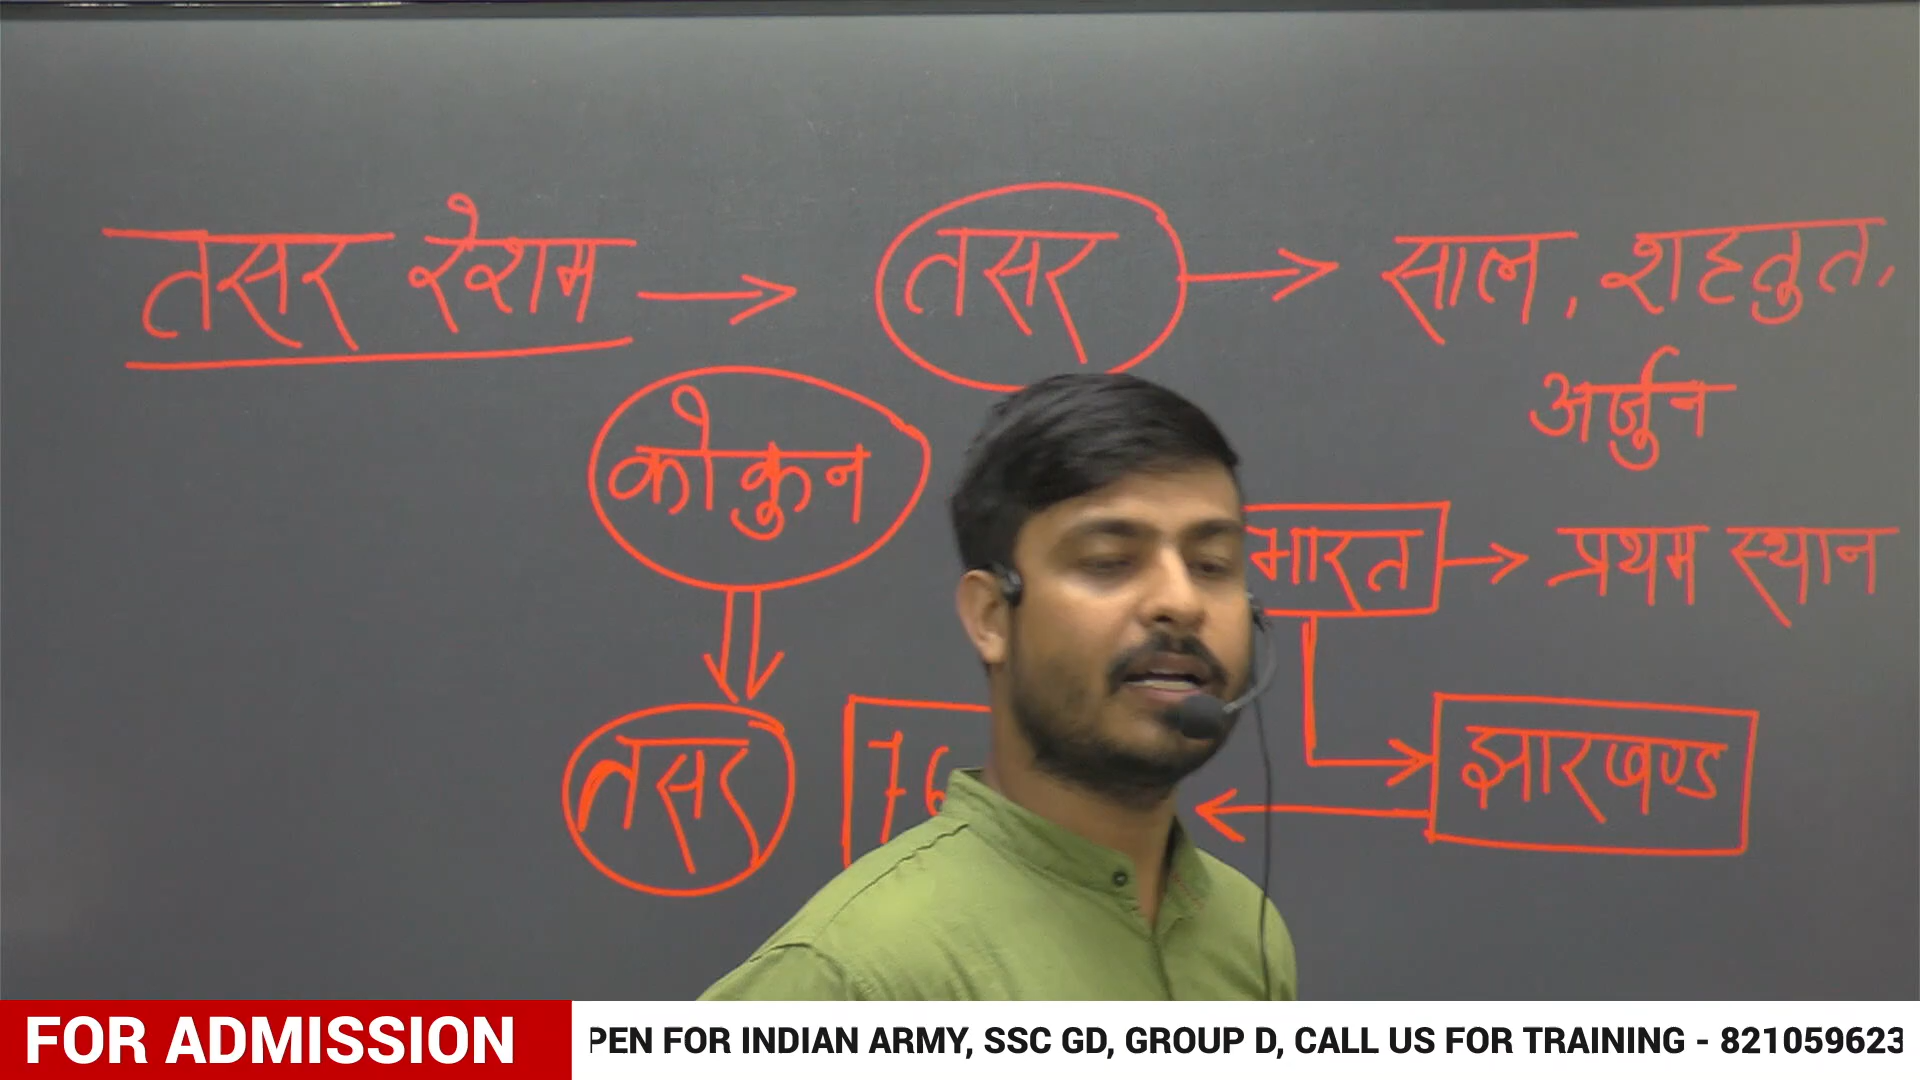 तसर रेशम → तसर → साल, शहतुत,
अर्जुन
कोकुन
भारत → प्रथम स्थान
तसर
झारखण्ड
FOR ADMISSION
PEN FOR INDIAN ARMY, SSC GD, GROUP D, CALL US FOR TRAINING - 821059623